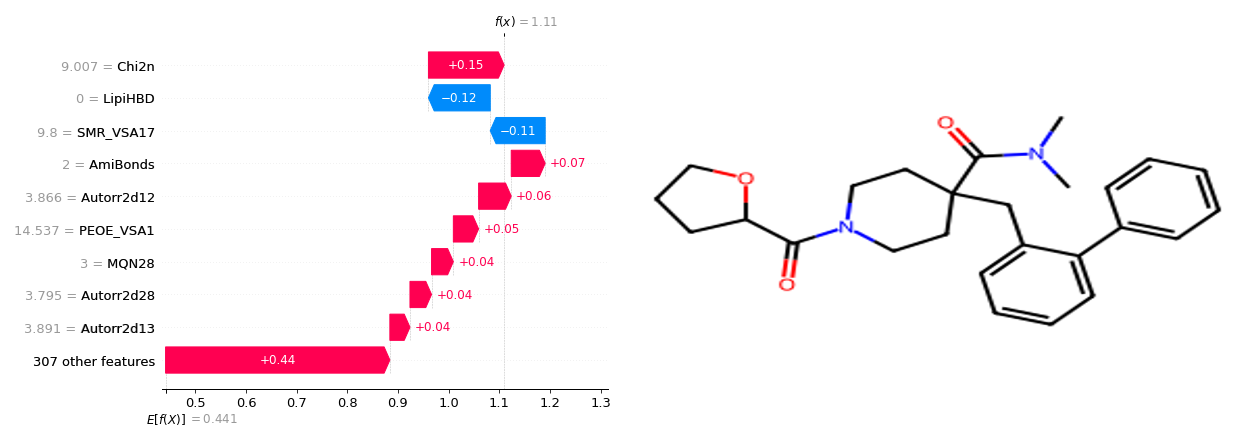 f(x) = 1.11
9.007 = Chi2n +0.15
0 = LipiHBD −0.12
9.8 = SMR_VSA17 −0.11
2 = AmiBonds +0.07
3.866 = Autorr2d12 +0.06
14.537 = PEOE_VSA1 +0.05
3 = MQN28 +0.04
3.795 = Autorr2d28 +0.04
3.891 = Autorr2d13 +0.04
307 other features +0.44
0.5 0.6 0.7 0.8 0.9 1.0 1.1 1.2 1.3
E[f(X)] = 0.441
O
N
O
N
O